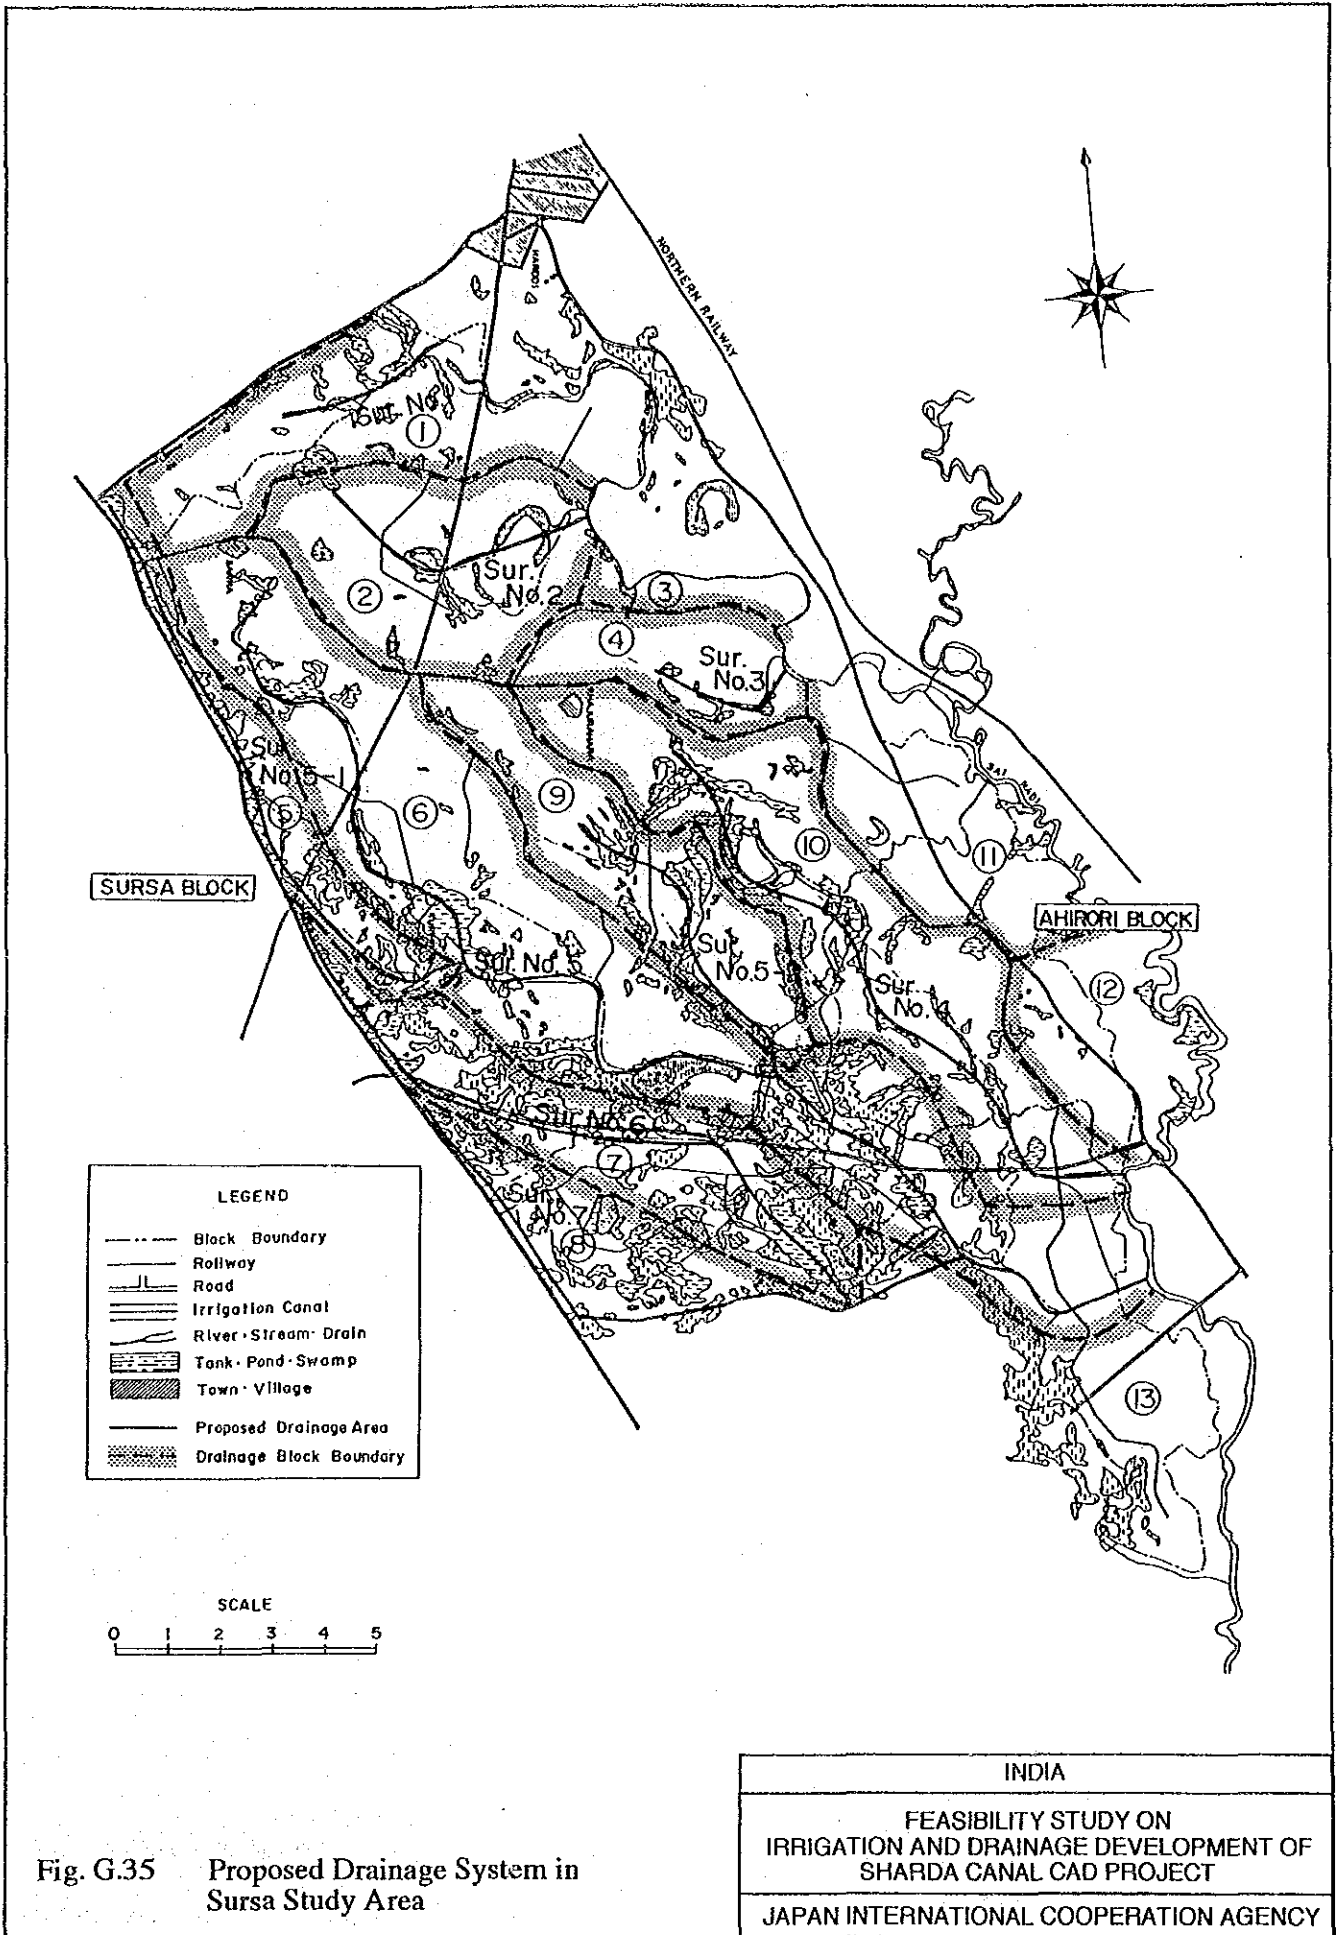 NORTHERN RAILWAY
HARDOI
Sur. No.
1
Sur.
No.2
2
3
4
Sur.
No.3
Sur.
No.5-1
5
6
9
10
SAI NADI
11
SURSA BLOCK
AHIRORI BLOCK
Sur. No. 5
Sur.
No.5-
Sur.
No.4
12
Sur. No.6
7
Sur.
No.7
8
13
LEGEND
Block Boundary
Railway
Road
Irrigation Canal
River·Stream·Drain
Tank·Pond·Swamp
Town·Village
Proposed Drainage Area
Drainage Block Boundary
SCALE
0 1 2 3 4 5
INDIA
FEASIBILITY STUDY ON
IRRIGATION AND DRAINAGE DEVELOPMENT OF
SHARDA CANAL CAD PROJECT
JAPAN INTERNATIONAL COOPERATION AGENCY
Fig. G.35 Proposed Drainage System in
Sursa Study Area